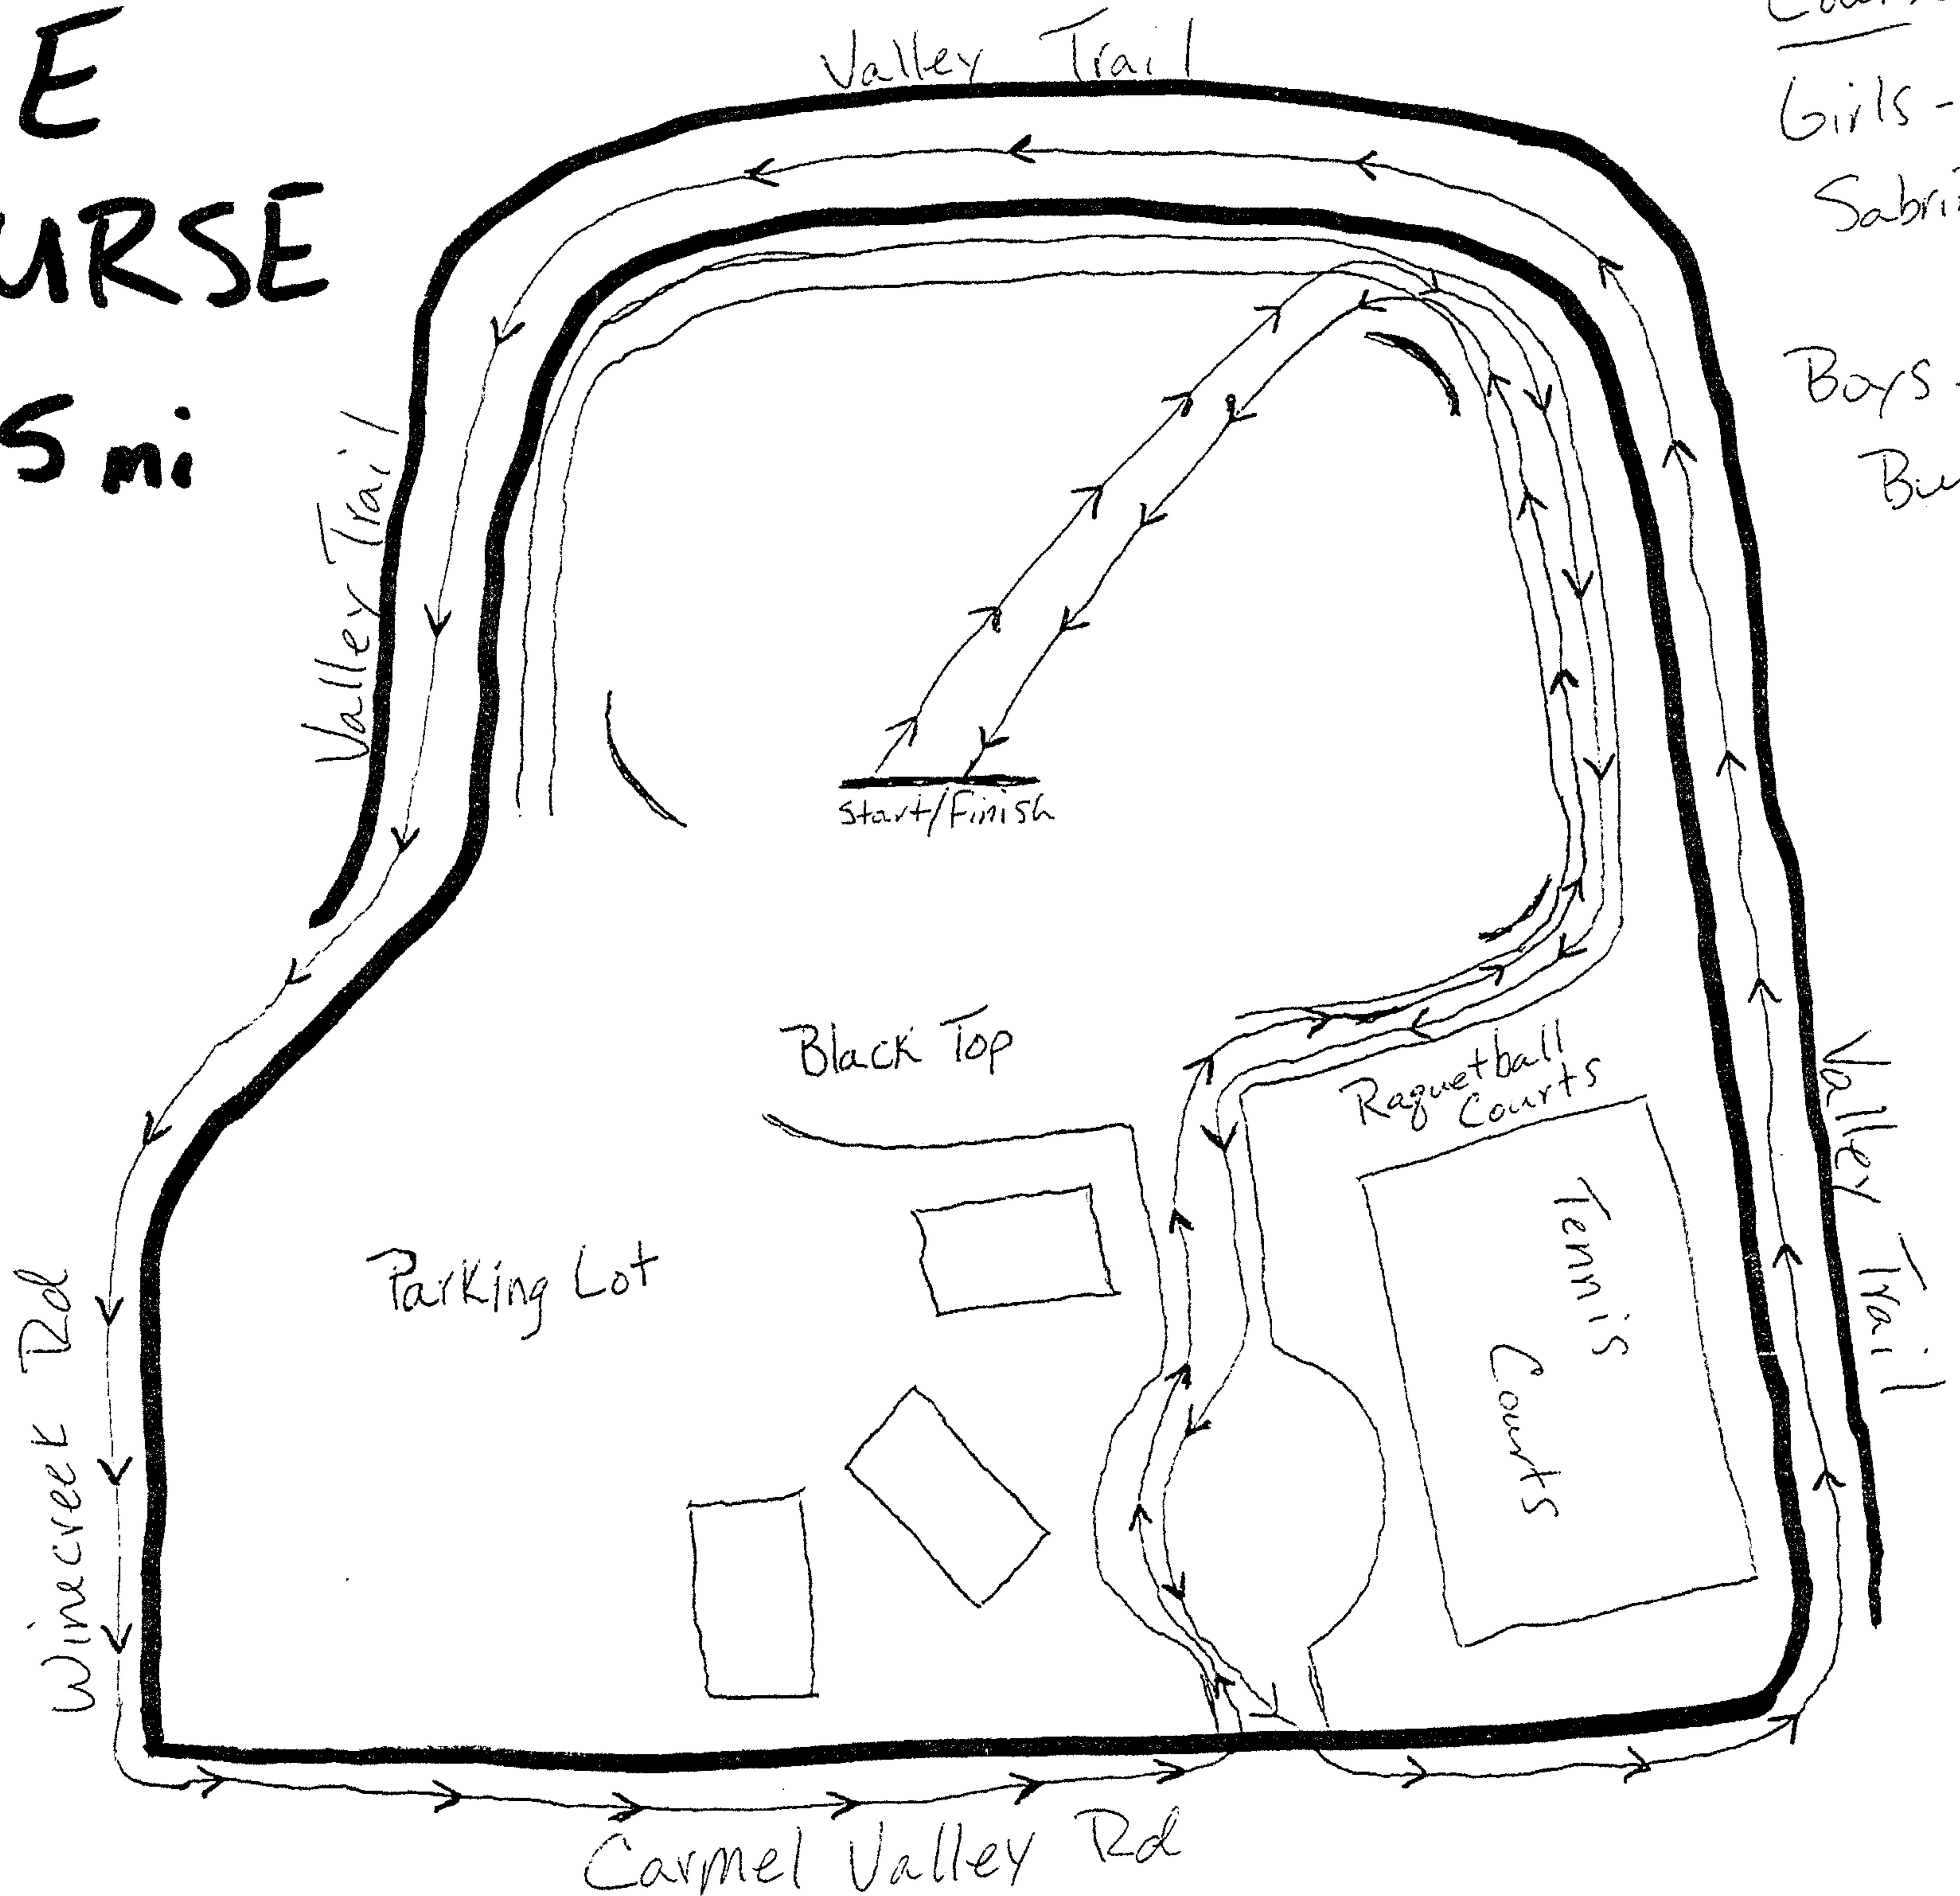 E
URSE
5 mi
Valley Trail
Girls -
Boys -
Valley Trail
Start/Finish
Black Top
Raquetball
Courts
Valley Trail
Tennis
Courts
Parking Lot
Winecreek Rd
Carmel Valley Rd